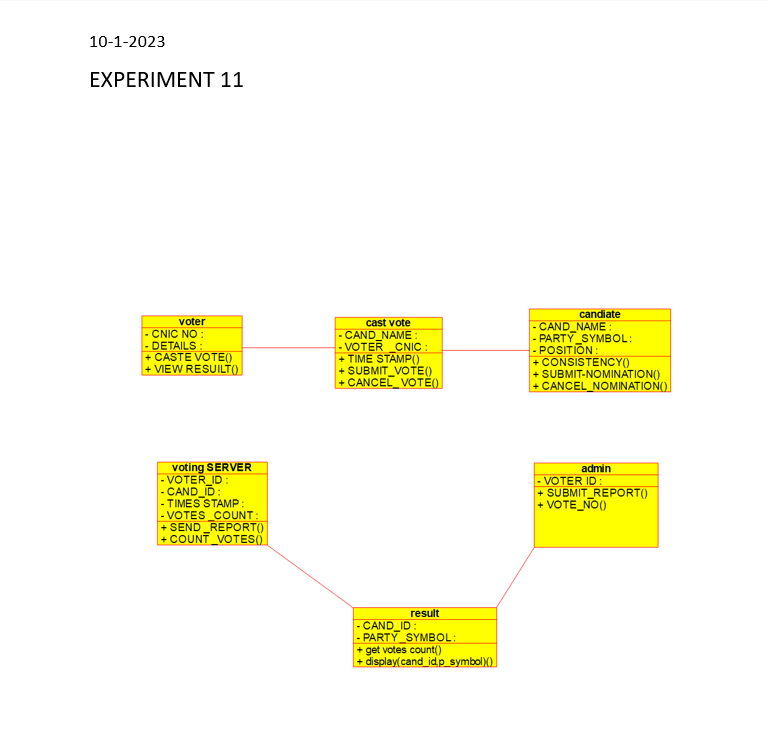 10-1-2023
EXPERIMENT 11
voter
- CNIC NO :
- DETAILS :
+ CASTE VOTE()
+ VIEW RESUILT()
cast vote
- CAND_NAME :
- VOTER _CNIC :
+ TIME STAMP()
+ SUBMIT_VOTE()
+ CANCEL_VOTE()
candiate
- CAND_NAME :
- PARTY_SYMBOL :
- POSITION :
+ CONSISTENCY()
+ SUBMIT-NOMINATION()
+ CANCEL_NOMINATION()
voting SERVER
- VOTER_ID :
- CAND_ID :
- TIMES STAMP :
- VOTES _COUNT :
+ SEND _REPORT()
+ COUNT _VOTES()
admin
- VOTER ID :
+ SUBMIT_REPORT()
+ VOTE_NO()
result
- CAND_ID :
- PARTY _SYMBOL :
+ get votes count()
+ display(cand_id,p_symbol)()